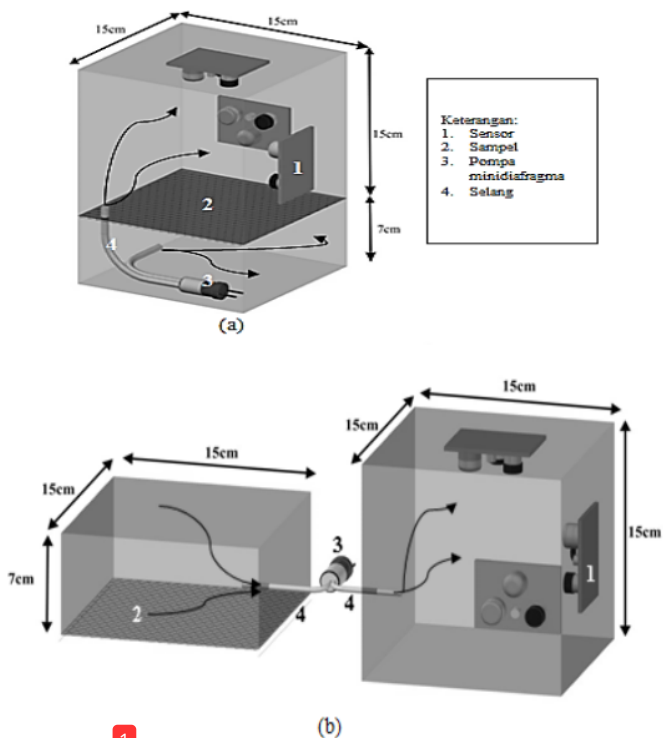 15cm
15cm
15cm
7cm
1
2
3
4
Keterangan:
1. Sensor
2. Sampel
3. Pompa
minidiafragma
4. Selang
(a)
15cm
15cm
15cm
15cm
7cm
15cm
1
2
3
4
4
(b)
1